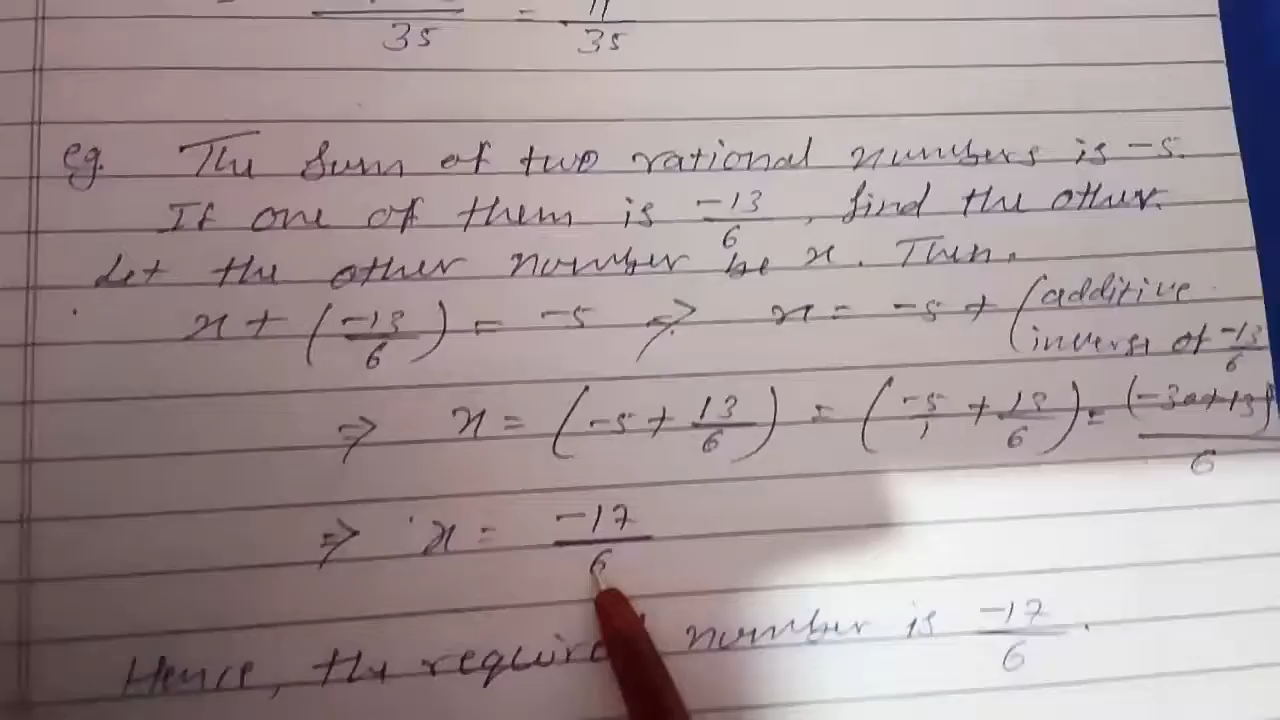 35 = 11/35
eg. The Sum of two rational numbers is -5.
If one of them is -13/6, find the other.
Let the other number be x. Then,
x + (-13/6) = -5 ⇒ x = -5 + (additive
inverse of -13/6
⇒ x = (-5 + 13/6) = (-5/1 + 13/6) = (-30+13)/6
⇒ x = -17/6
Hence, the required number is -17/6.